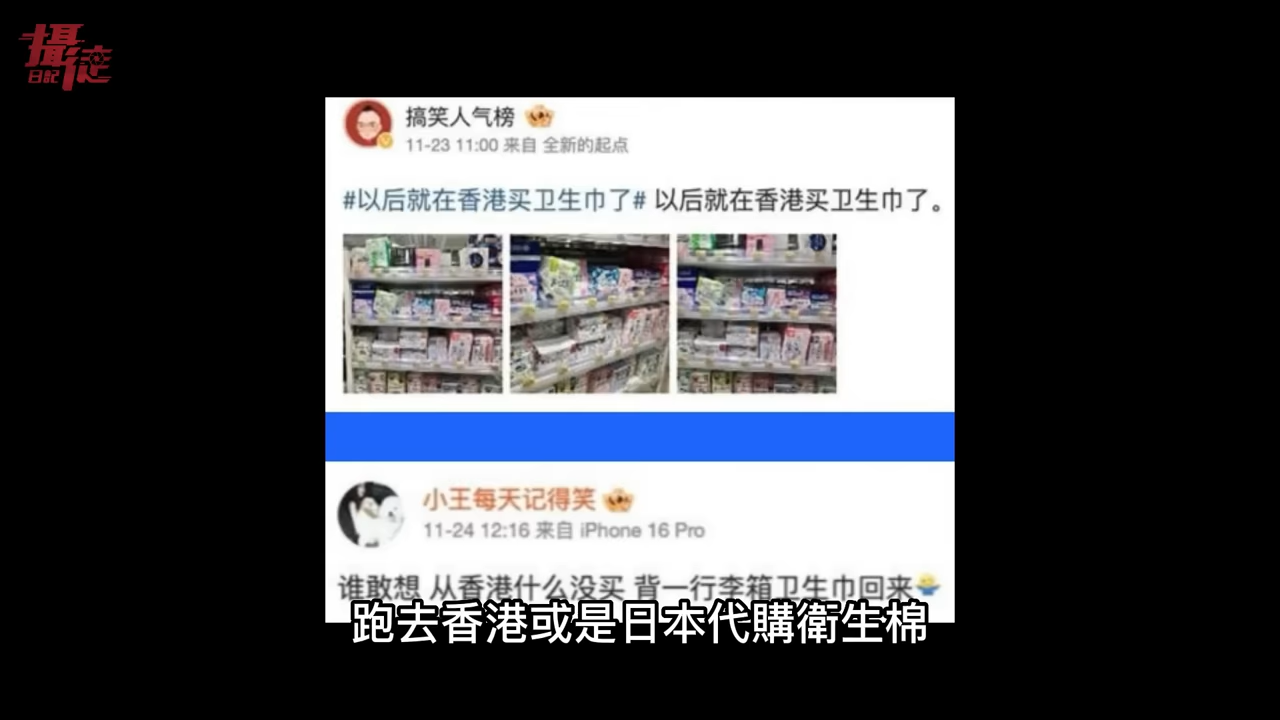 攝徒
日記
搞笑人气榜
11-23 11:00 来自 全新的起点
#以后就在香港买卫生巾了# 以后就在香港买卫生巾了。
小王每天记得笑
11-24 12:16 来自 iPhone 16 Pro
谁敢想 从香港什么没买 背一行李箱卫生巾回来
跑去香港或是日本代購衛生棉